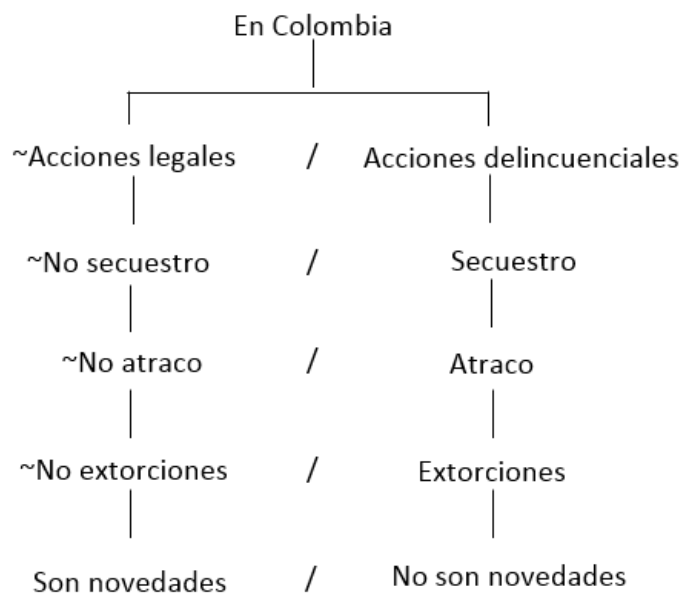 En Colombia
~Acciones legales / Acciones delincuenciales
~No secuestro / Secuestro
~No atraco / Atraco
~No extorciones / Extorciones
Son novedades / No son novedades